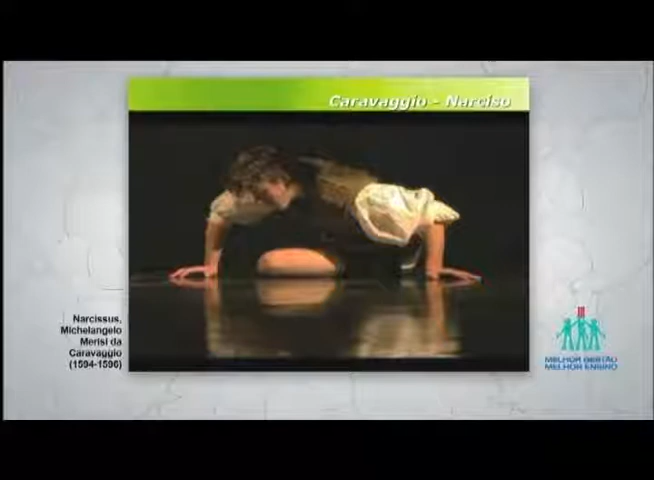 Caravaggio - Narciso
Narcissus,
Michelangelo
Merisi da
Caravaggio
(1594-1596)
MELHOR GESTÃO
MELHOR ENSINO